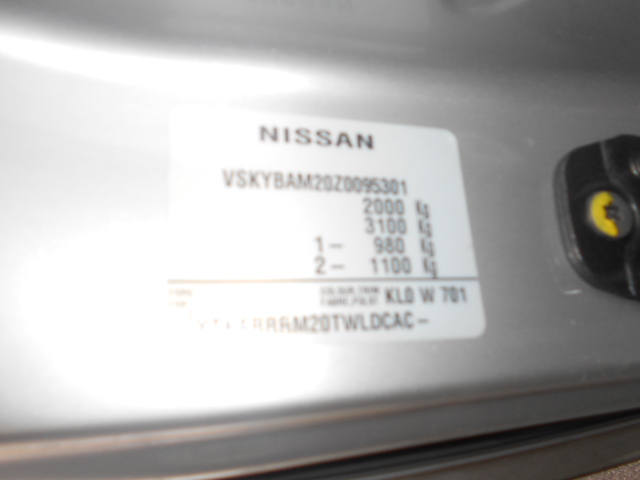 NISSAN
VSKYBAM20Z0095301
2000 Kg
3100 Kg
1- 980 Kg
2- 1100 Kg
KL0 W 701